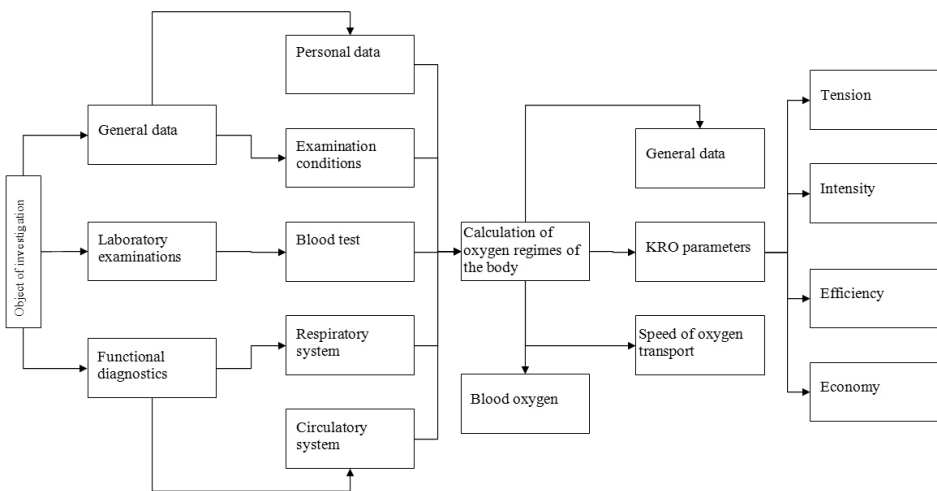 Object of investigation
General data
Laboratory
examinations
Functional
diagnostics
Personal data
Examination
conditions
Blood test
Respiratory
system
Circulatory
system
Calculation of
oxygen regimes of
the body
Blood oxygen
General data
KRO parameters
Speed of oxygen
transport
Tension
Intensity
Efficiency
Economy